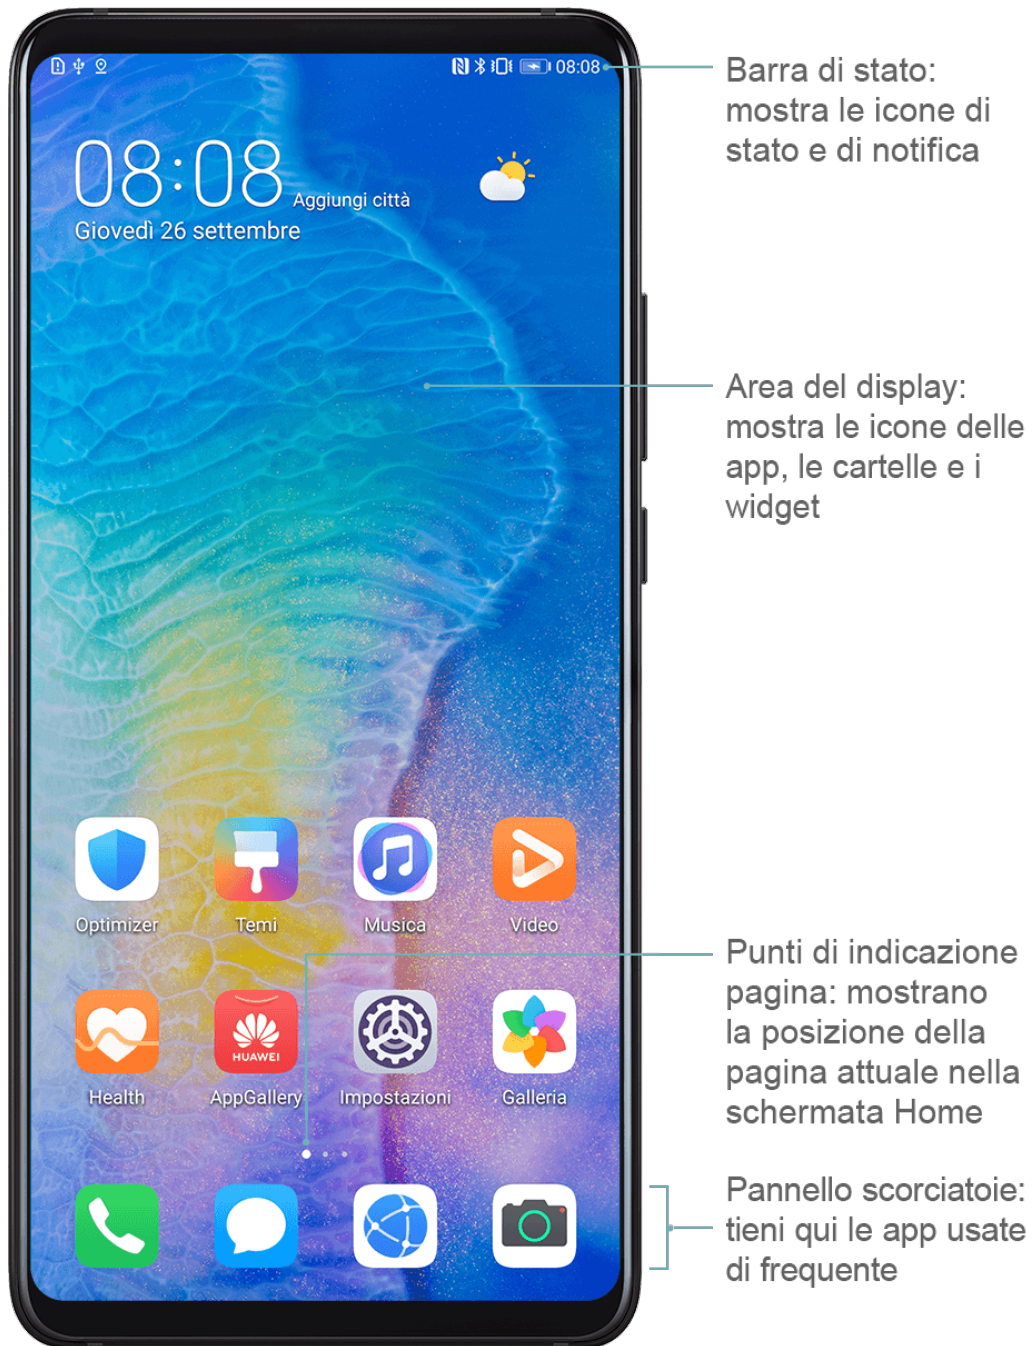 08:08
Barra di stato:
mostra le icone di
stato e di notifica
08:08 Aggiungi città
Giovedì 26 settembre
Area del display:
mostra le icone delle
app, le cartelle e i
widget
Optimizer Temi Musica Video
Punti di indicazione
pagina: mostrano
la posizione della
pagina attuale nella
schermata Home
HUAWEI
Health AppGallery Impostazioni Galleria
Pannello scorciatoie:
tieni qui le app usate
di frequente